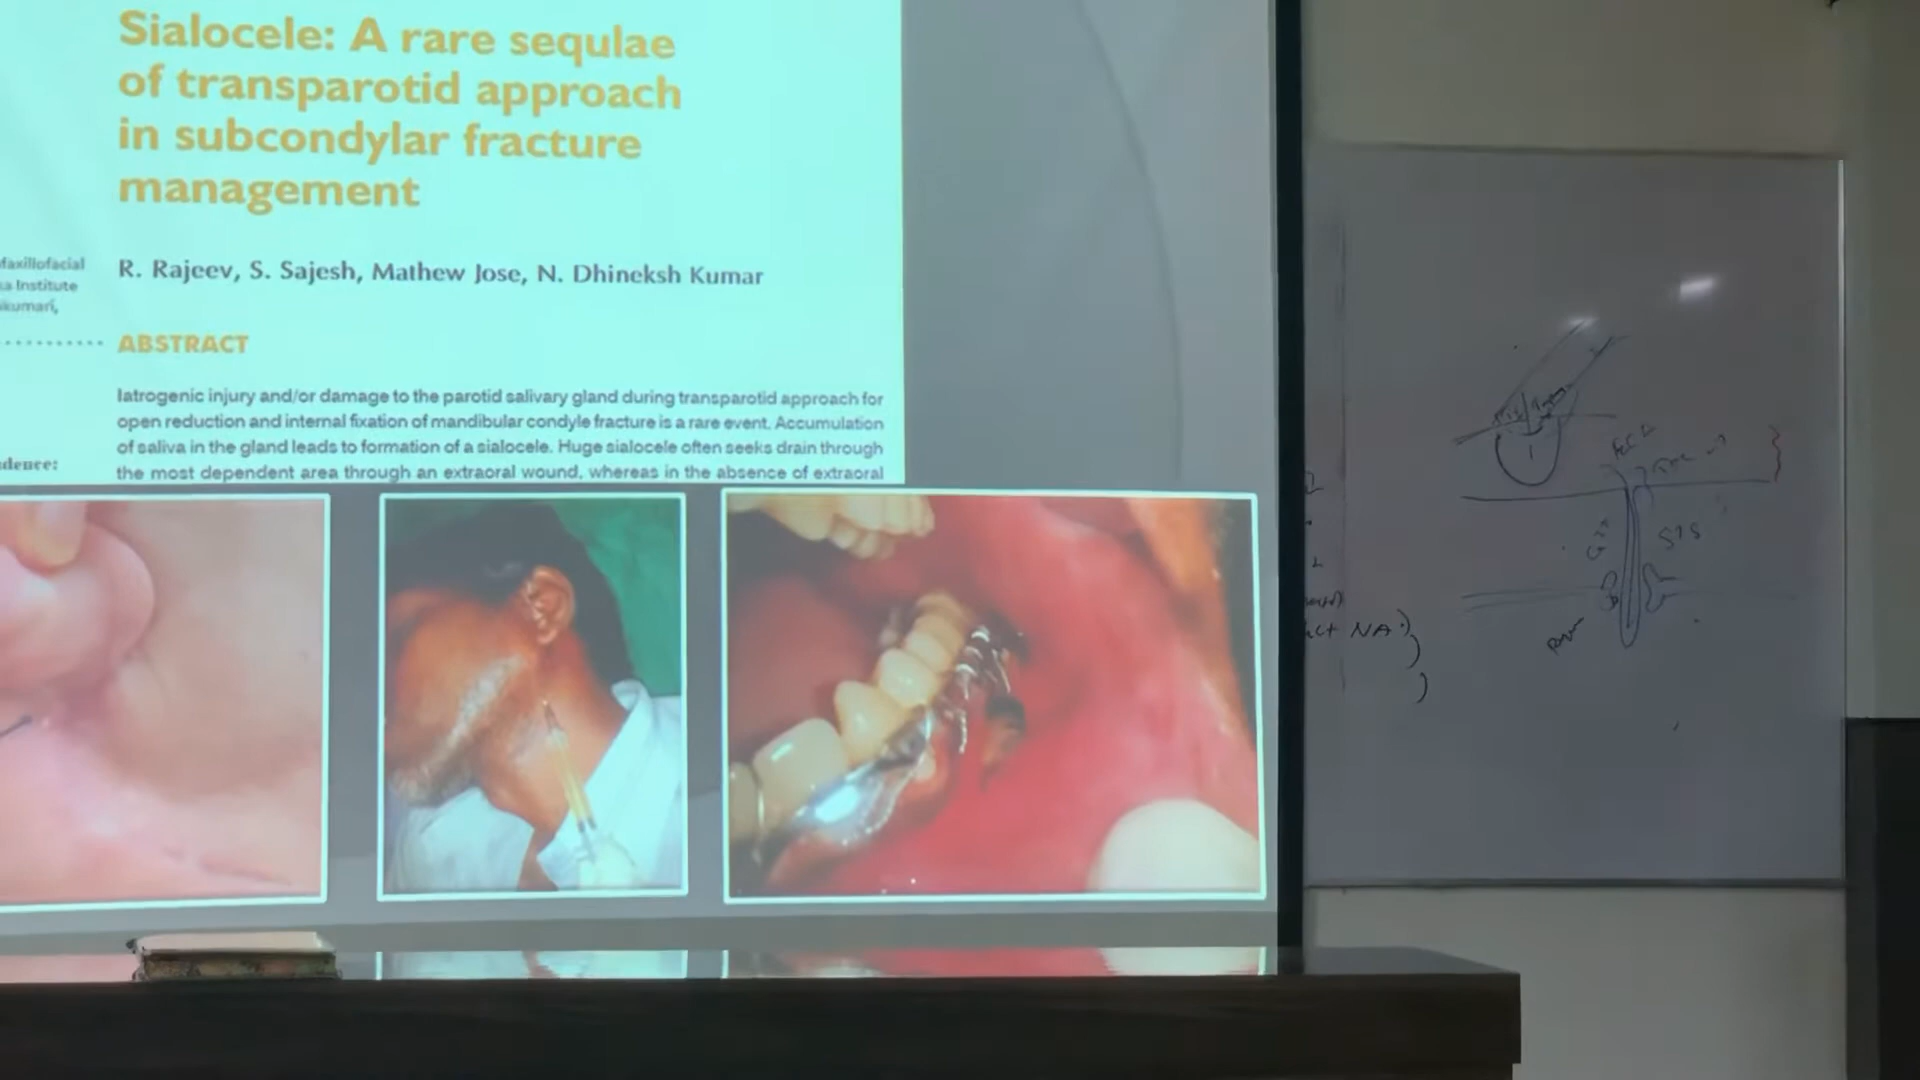 Sialocele: A rare sequlae
of transparotid approach
in subcondylar fracture
management
faxillofacial
a Institute
kumari,
R. Rajeev, S. Sajesh, Mathew Jose, N. Dhineksh Kumar
ABSTRACT
Iatrogenic injury and/or damage to the parotid salivary gland during transparotid approach for
open reduction and internal fixation of mandibular condyle fracture is a rare event. Accumulation
of saliva in the gland leads to formation of a sialocele. Huge sialocele often seeks drain through
dence:
the most dependent area through an extraoral wound, whereas in the absence of extraoral
NA